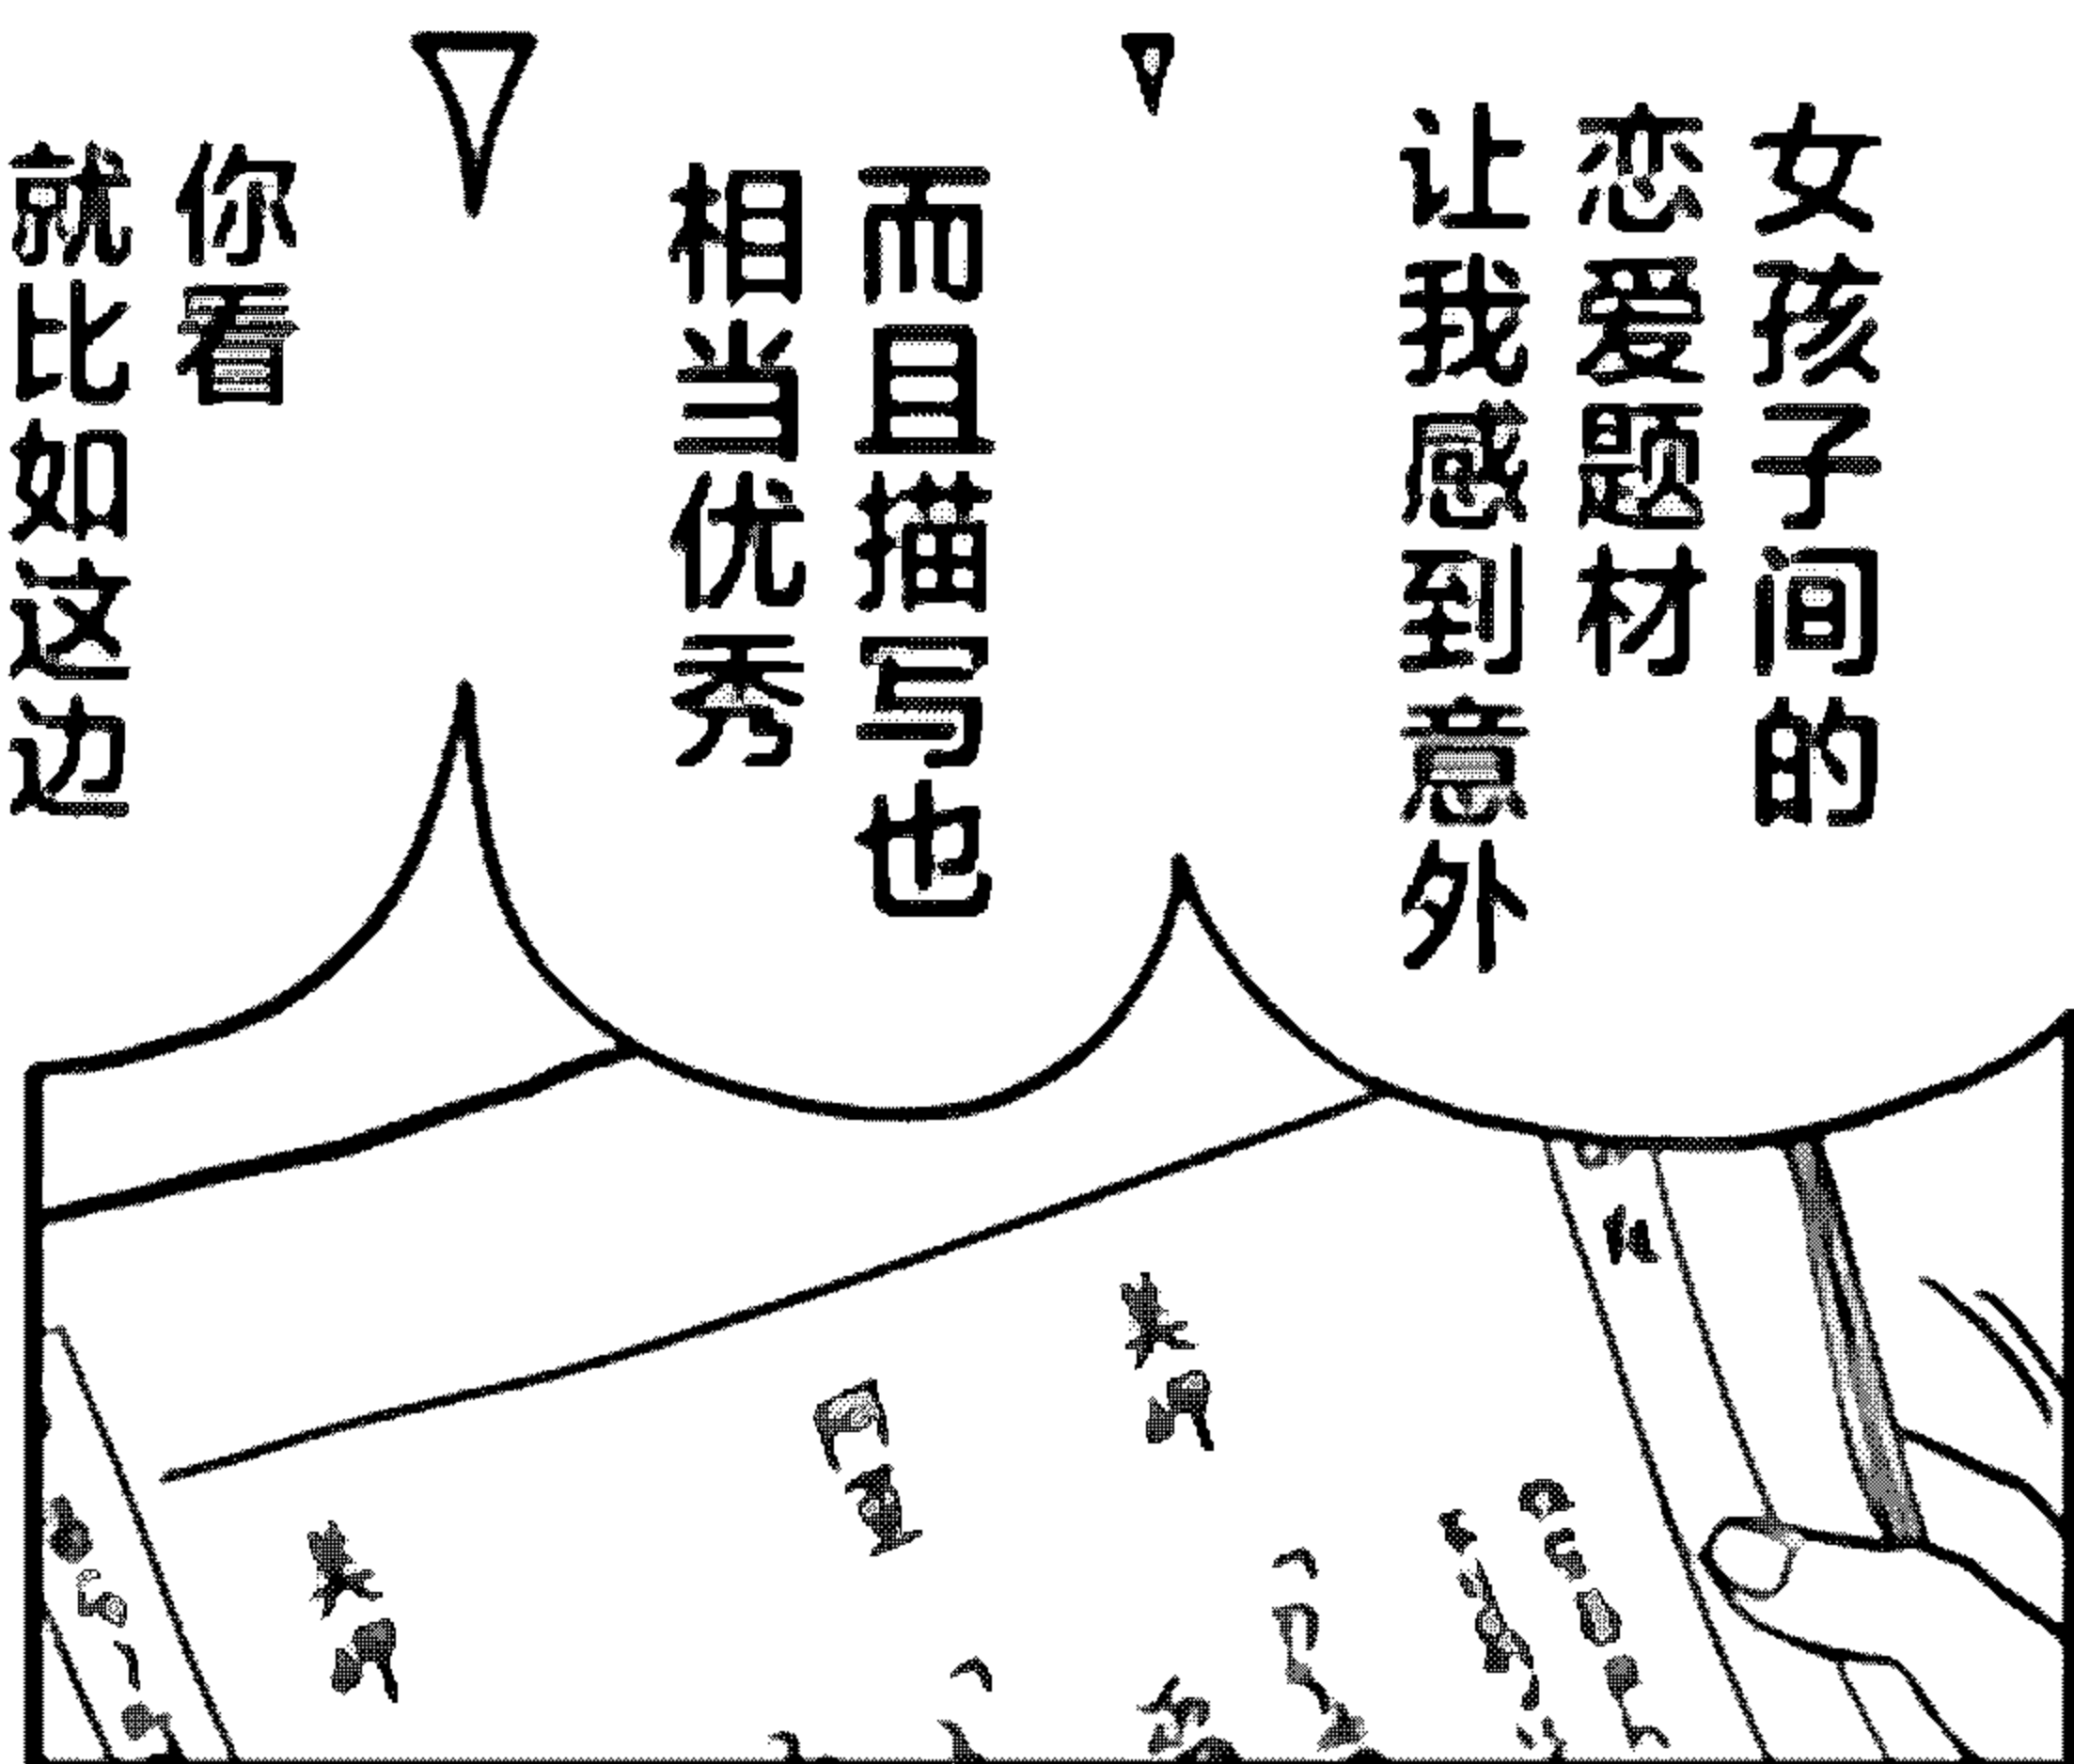 女孩子间的
恋爱题材
让我感到意外
而且描写也
相当优秀
你看
就比如这边